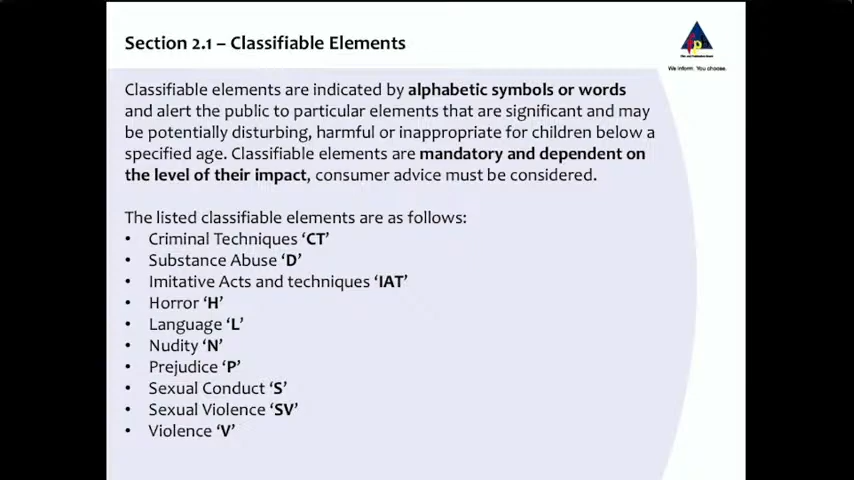 Section 2.1 – Classifiable Elements
We inform. You choose.
Classifiable elements are indicated by alphabetic symbols or words
and alert the public to particular elements that are significant and may
be potentially disturbing, harmful or inappropriate for children below a
specified age. Classifiable elements are mandatory and dependent on
the level of their impact, consumer advice must be considered.
The listed classifiable elements are as follows:
• Criminal Techniques ‘CT’
• Substance Abuse ‘D’
• Imitative Acts and techniques ‘IAT’
• Horror ‘H’
• Language ‘L’
• Nudity ‘N’
• Prejudice ‘P’
• Sexual Conduct ‘S’
• Sexual Violence ‘SV’
• Violence ‘V’